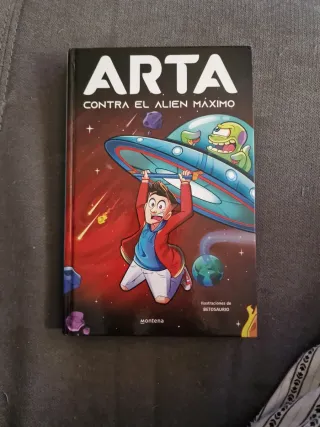 ARTA
CONTRA EL ALIEN MÁXIMO
Ilustraciones de
BETOSAURIO
Montena